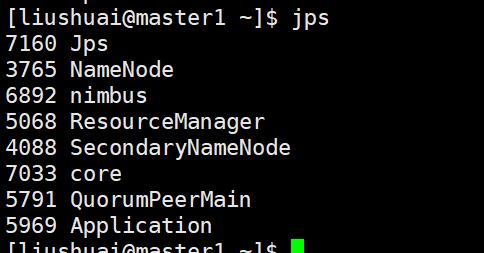 [liushuai@master1 ~]$ jps
7160 Jps
3765 NameNode
6892 nimbus
5068 ResourceManager
4088 SecondaryNameNode
7033 core
5791 QuorumPeerMain
5969 Application
[liushuai@master1 ~]$